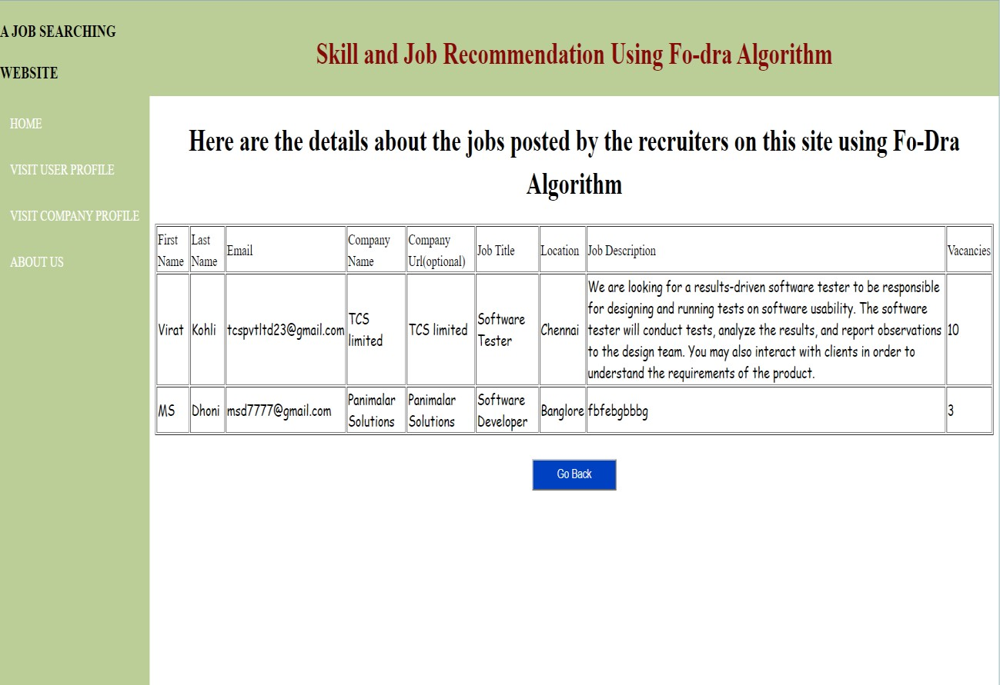 A JOB SEARCHING
WEBSITE
Skill and Job Recommendation Using Fo-dra Algorithm
HOME
VISIT USER PROFILE
VISIT COMPANY PROFILE
ABOUT US
Here are the details about the jobs posted by the recruiters on this site using Fo-Dra
Algorithm
First Name Last Name Email Company Name Company Url(optional) Job Title Location Job Description Vacancies
Virat Kohli tcspvtltd23@gmail.com TCS limited TCS limited Software Tester Chennai
We are looking for a results-driven software tester to be responsible
for designing and running tests on software usability. The software
tester will conduct tests, analyze the results, and report observations
to the design team. You may also interact with clients in order to
understand the requirements of the product.
10
MS Dhoni msd7777@gmail.com Panimalar Solutions Panimalar Solutions Software Developer Banglore fbfebgbbbg 3
Go Back